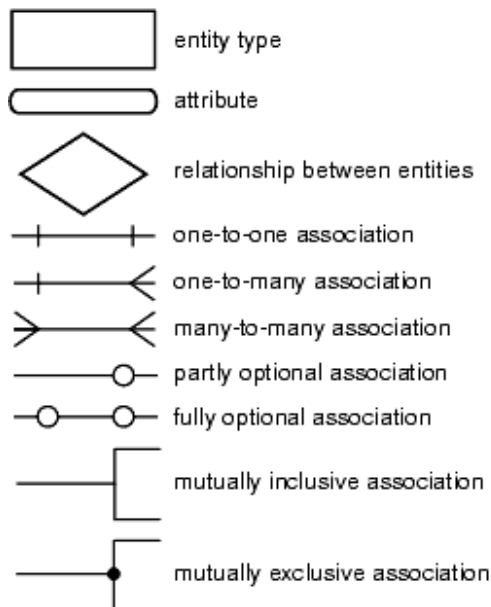 entity type
attribute
relationship between entities
one-to-one association
one-to-many association
many-to-many association
partly optional association
fully optional association
mutually inclusive association
mutually exclusive association